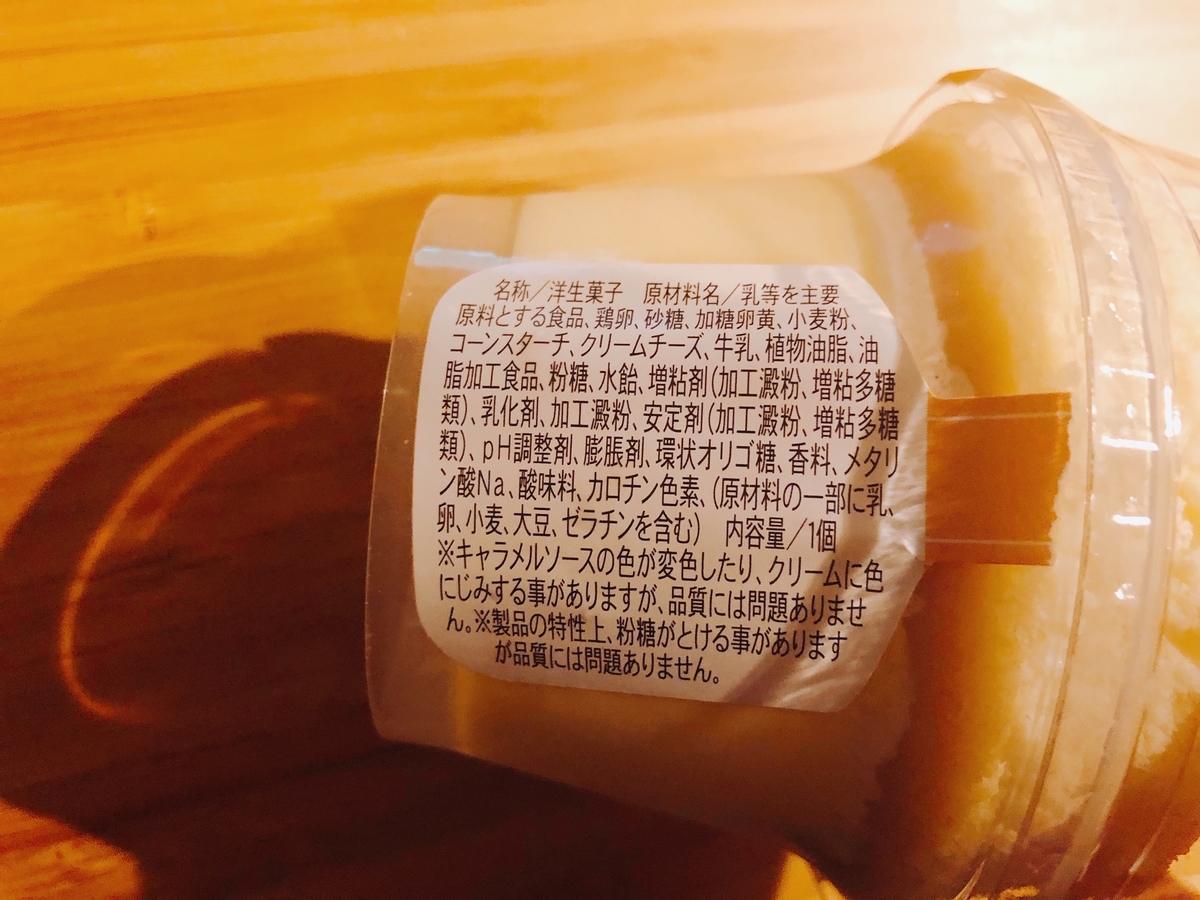 名称/洋生菓子 原材料名/乳等を主要
原料とする食品、鶏卵、砂糖、加糖卵黄、小麦粉、
コーンスターチ、クリームチーズ、牛乳、植物油脂、油
脂加工食品、粉糖、水飴、増粘剤(加工澱粉、増粘多糖
類)、乳化剤、加工澱粉、安定剤(加工澱粉、増粘多糖
類)、pH調整剤、膨脹剤、環状オリゴ糖、香料、メタリ
ン酸Na、酸味料、カロチン色素、(原材料の一部に乳、
卵、小麦、大豆、ゼラチンを含む) 内容量/1個
※キャラメルソースの色が変色したり、クリームに色
にじみする事がありますが、品質には問題ありませ
ん。※製品の特性上、粉糖がとける事があります
が品質には問題ありません。